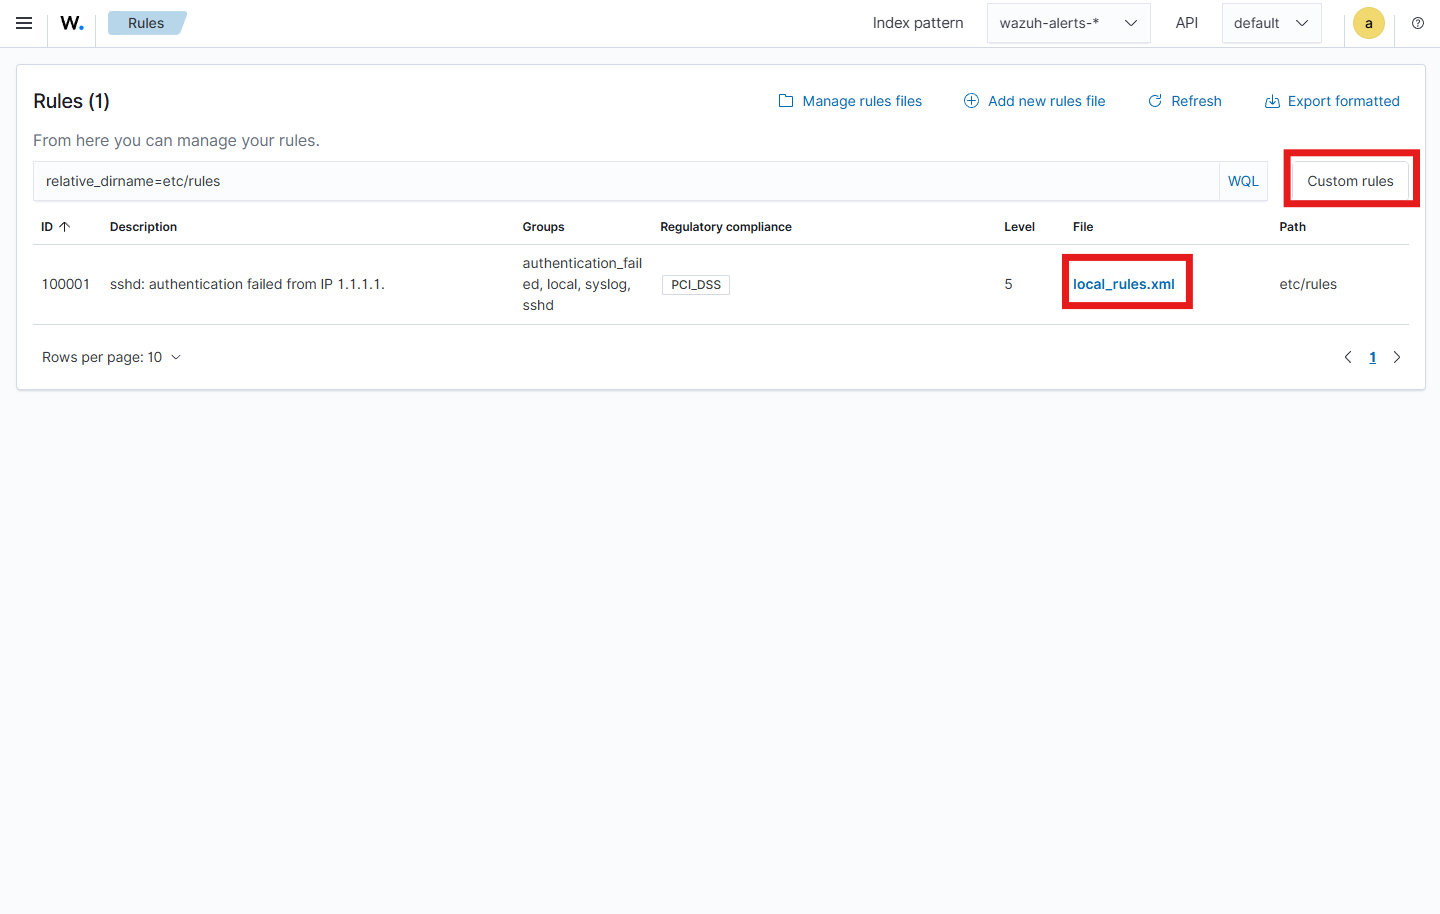 W. Rules Index pattern wazuh-alerts-* API default a
Rules (1) Manage rules files Add new rules file Refresh Export formatted
From here you can manage your rules.
relative_dirname=etc/rules WQL Custom rules
ID Description Groups Regulatory compliance Level File Path
100001 sshd: authentication failed from IP 1.1.1.1. authentication_fail
ed, local, syslog,
sshd PCI_DSS 5 local_rules.xml etc/rules
Rows per page: 10 1